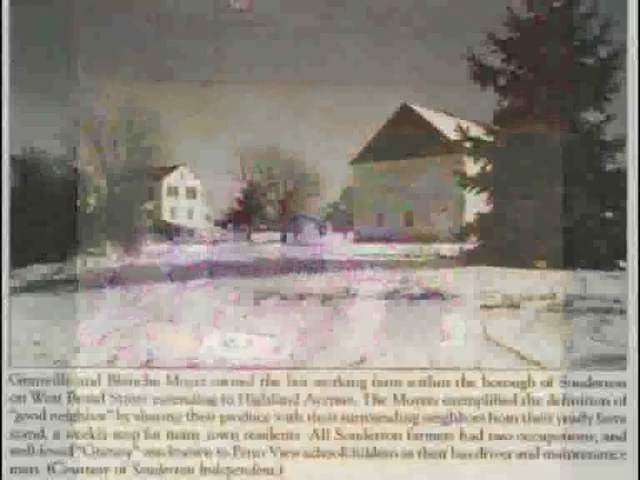 Granville and Blanche Moyer owned the last working farm within the borough of Souderton
on West Broad Street extending to Highland Avenue. The Moyers exemplified the definition of
"good neighbor" by sharing their produce with their surrounding neighbors from their yearly farm
stand, a weekly stop for many town residents. All Souderton farmers had two occupations, and
well-loved "Granny" was known to Penn View schoolchildren as their bus driver and maintenance
man. (Courtesy of Souderton Independent.)